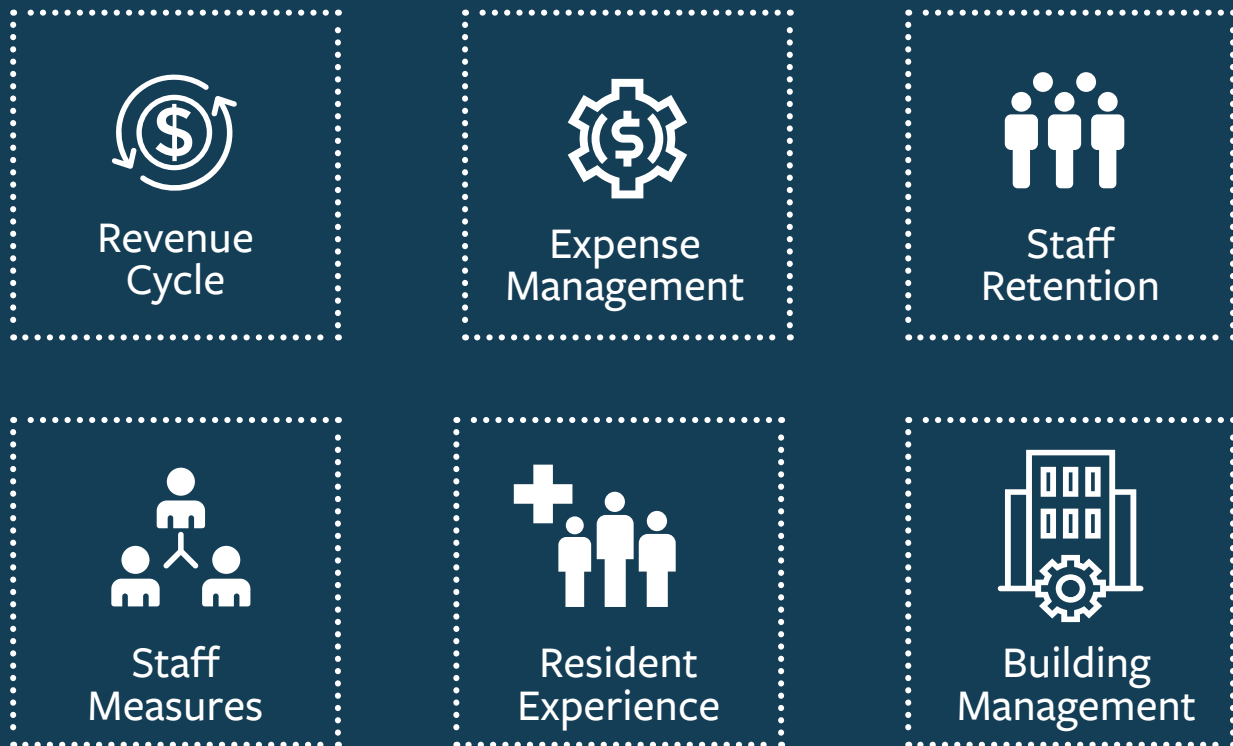 $
Revenue
Cycle
$
Expense
Management
Staff
Retention
Staff
Measures
Resident
Experience
Building
Management